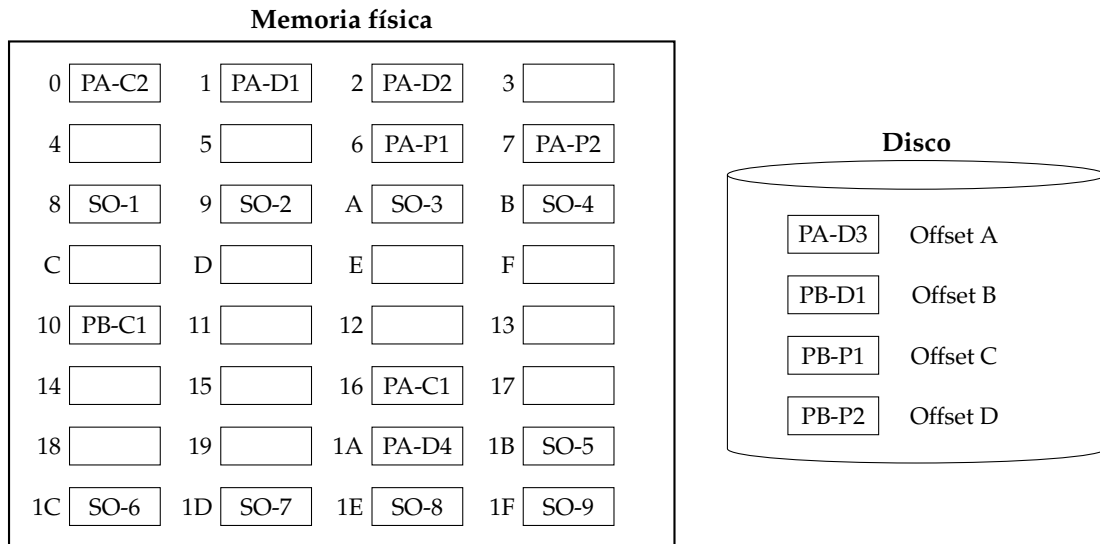 Memoria física
0 PA-C2 1 PA-D1 2 PA-D2 3
4 5 6 PA-P1 7 PA-P2
Disco
8 SO-1 9 SO-2 A SO-3 B SO-4
PA-D3 Offset A
C D E F
PB-D1 Offset B
10 PB-C1 11 12 13
PB-P1 Offset C
14 15 16 PA-C1 17
PB-P2 Offset D
18 19 1A PA-D4 1B SO-5
1C SO-6 1D SO-7 1E SO-8 1F SO-9